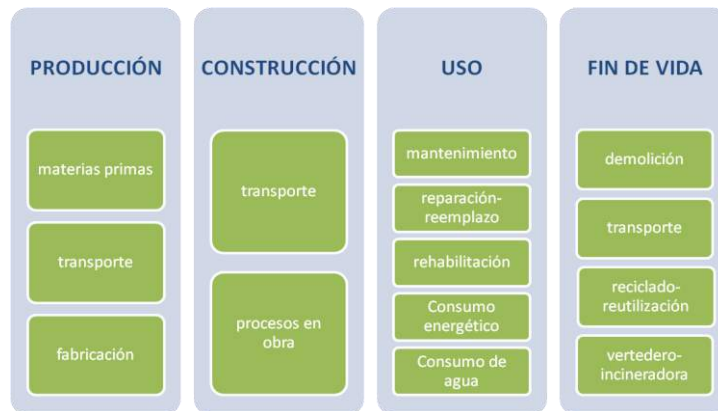 PRODUCCIÓN
materias primas
transporte
fabricación
CONSTRUCCIÓN
transporte
procesos en
obra
USO
mantenimiento
reparación-
reemplazo
rehabilitación
Consumo
energético
Consumo de
agua
FIN DE VIDA
demolición
transporte
reciclado-
reutilización
vertedero-
incineradora